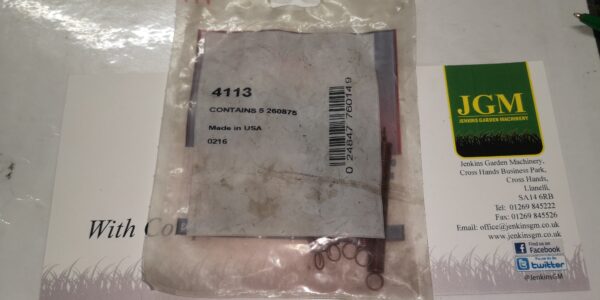 4113
CONTAINS 5 260875
Made in USA
0216
0 24847 76014 9
With Co
JGM
JENKINS GARDEN MACHINERY
Jenkins Garden Machinery,
Cross Hands Business Park,
Cross Hands,
Llanelli,
SA14 6RB
Tel: 01269 845222
Fax: 01269 845526
Email: office@jenkinsgm.co.uk
www.jenkinsgm.co.uk
Find us on
Facebook
twitter
@JenkinsGM